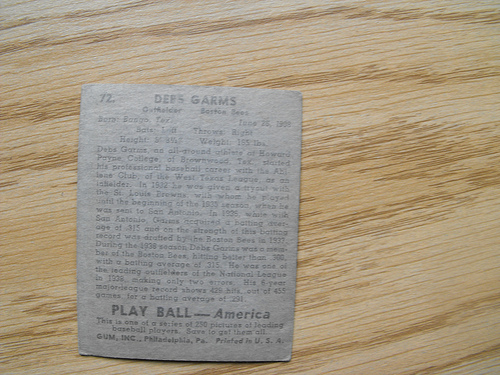 72.
DEBS GARMS
Outfielder Boston Bees
Born: Bangs, Tex. June 26, 1908
Bats: Left Throws: Right
Height: Weight: 165 lbs.
Debs Garms, an all-round athlete of Howard
Payne College, of Brownwood, Tex., started
his professional baseball career with the Abi-
lene Club, of the West Texas League, as an
infielder. In 1932 he was given a tryout with
the St. Louis Browns, with whom he played
until the beginning of the 1935 season, when he
was sent to San Antonio. In 1936, while with
San Antonio, Garms acquired a batting aver-
age of .315 and on the strength of this batting
record was drafted by the Boston Bees in 1937.
During the 1938 season, Debs Garms was a mem-
ber of the Boston Bees, hitting better than .300,
with a batting average of .315. He was one of
the leading outfielders of the National League
in 1938, making only two errors. His 6-year
major-league record shows 429 hits, out of 453
games, for a batting average of .291.
PLAY BALL — America
This is one of a series of 250 pictures of leading
baseball players. Save to get them all.
GUM, INC., Philadelphia, Pa. Printed in U. S. A.